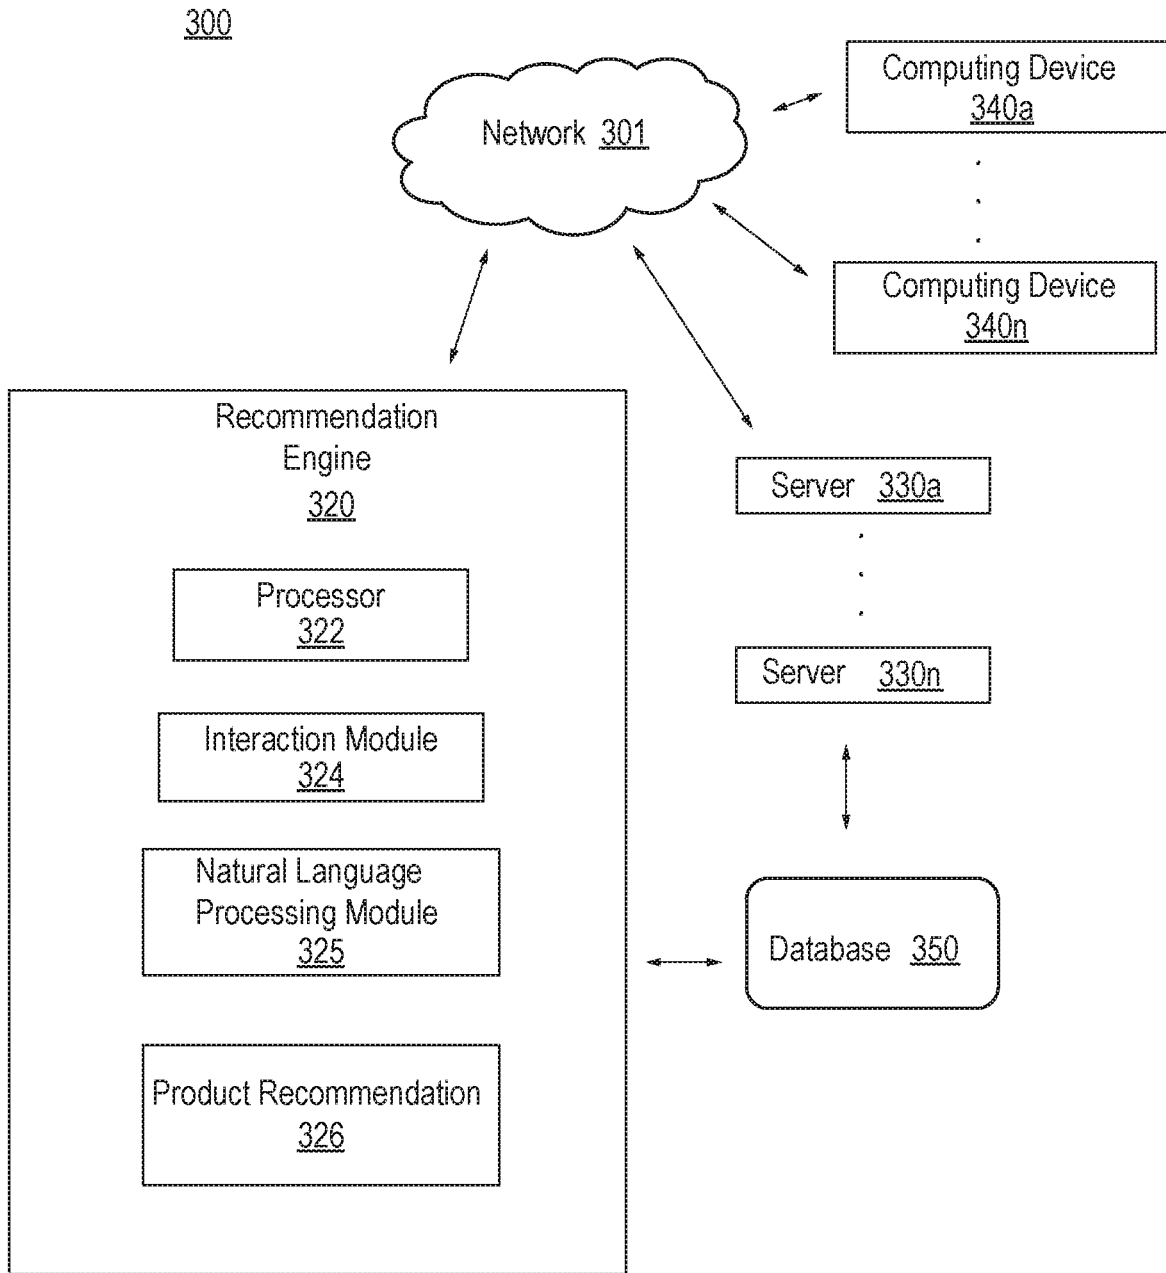 300
Network 301
Computing Device
340a
Computing Device
340n
Recommendation
Engine
320
Processor
322
Interaction Module
324
Natural Language
Processing Module
325
Product Recommendation
326
Server 330a
Server 330n
Database 350